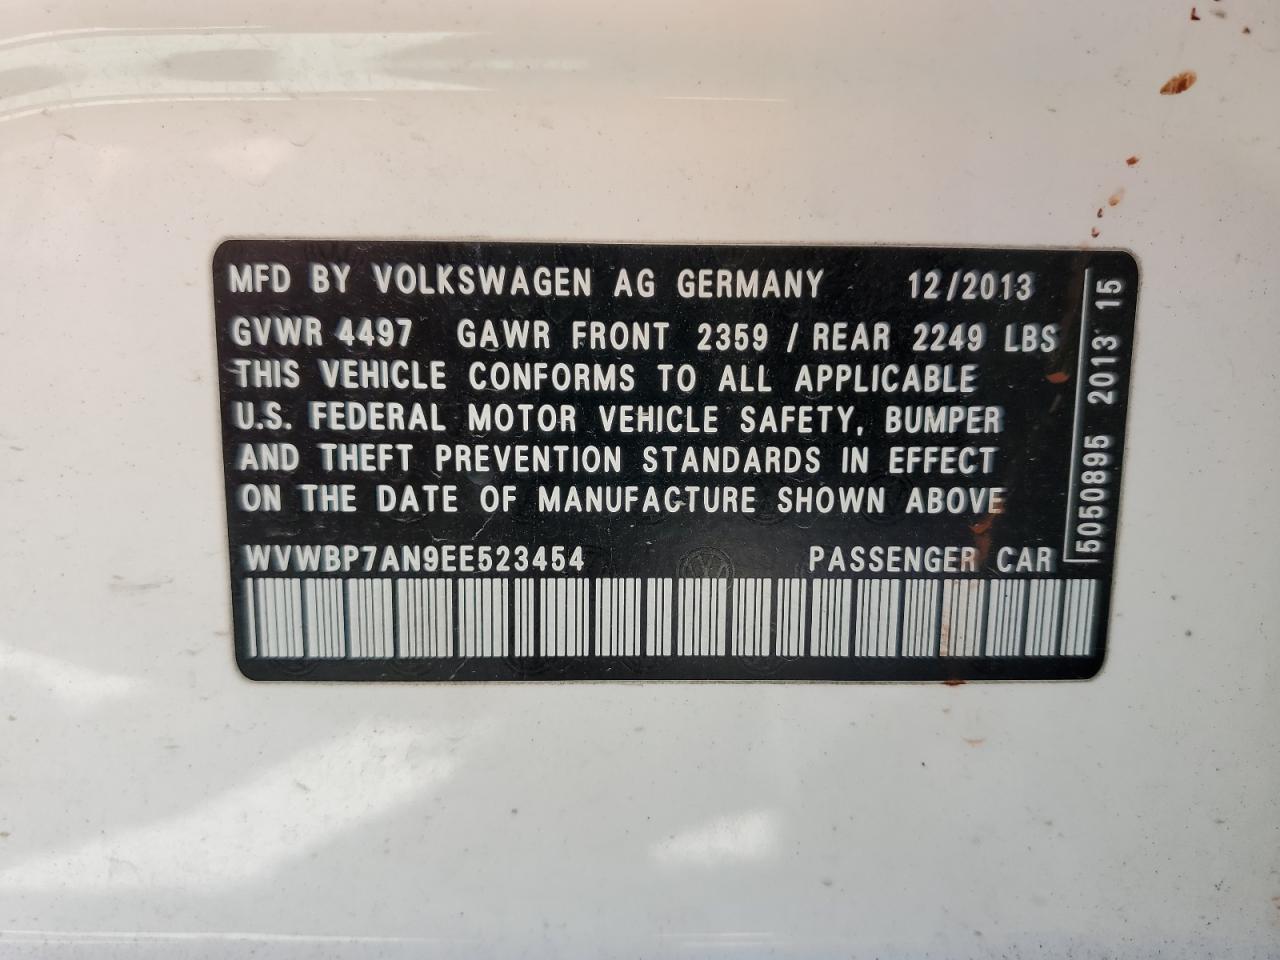 MFD BY VOLKSWAGEN AG GERMANY 12/2013
GVWR 4497 GAWR FRONT 2359 / REAR 2249 LBS
THIS VEHICLE CONFORMS TO ALL APPLICABLE
U.S. FEDERAL MOTOR VEHICLE SAFETY, BUMPER
AND THEFT PREVENTION STANDARDS IN EFFECT
ON THE DATE OF MANUFACTURE SHOWN ABOVE
WVWBP7AN9EE523454 PASSENGER CAR
5050895 2013 15